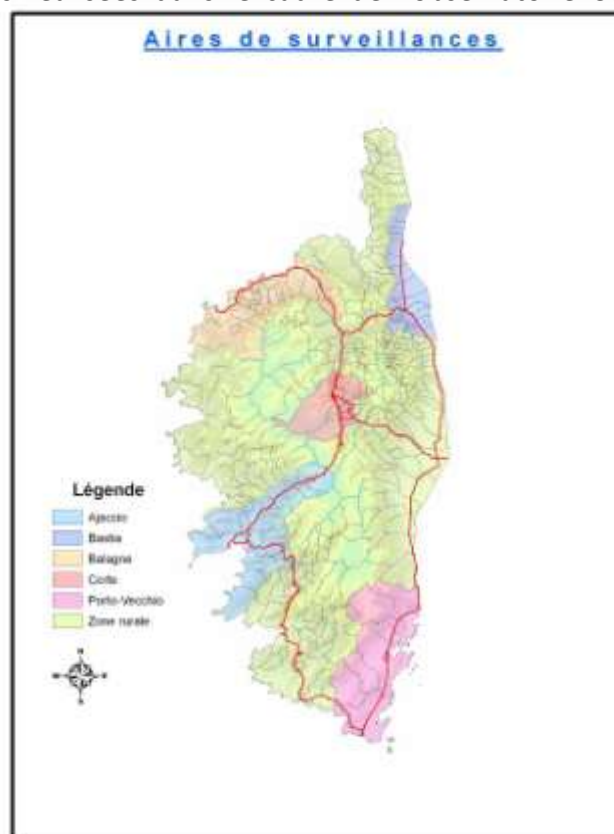 Aires de surveillances
Légende
Ajaccio
Bastia
Balagne
Corte
Porto-Vecchio
Zone rurale
N
S